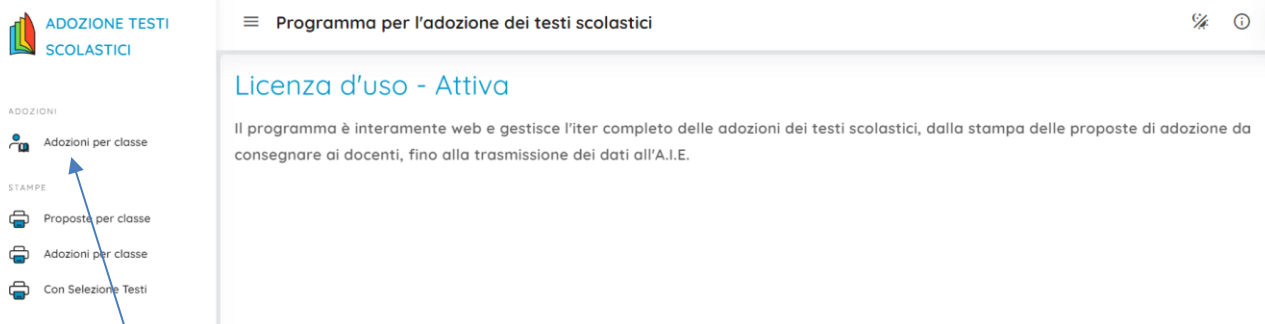 ADOZIONE TESTI
SCOLASTICI
Programma per l'adozione dei testi scolastici
Licenza d'uso - Attiva
Il programma è interamente web e gestisce l'iter completo delle adozioni dei testi scolastici, dalla stampa delle proposte di adozione da
consegnare ai docenti, fino alla trasmissione dei dati all'A.I.E.
ADOZIONI
Adozioni per classe
STAMPE
Proposte per classe
Adozioni per classe
Con Selezione Testi